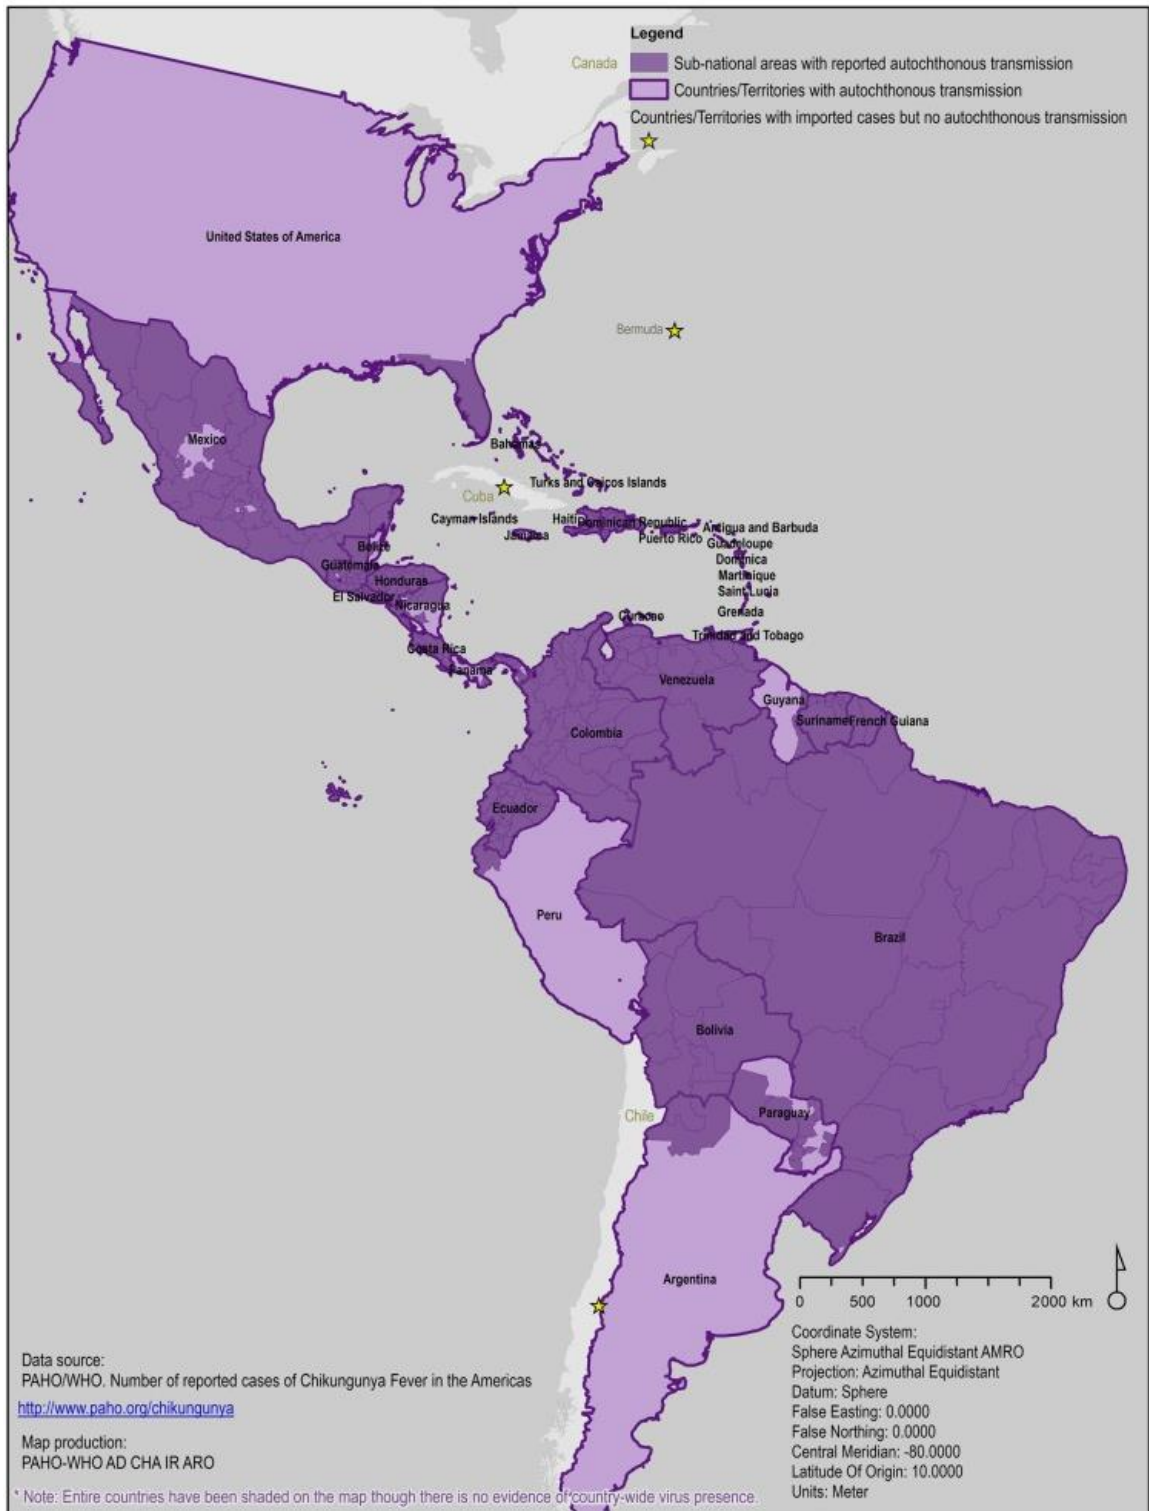 Legend
Canada
Sub-national areas with reported autochthonous transmission
Countries/Territories with autochthonous transmission
Countries/Territories with imported cases but no autochthonous transmission
United States of America
Bermuda
Mexico
Bahamas
Turks and Caicos Islands
Cuba
Cayman Islands
Haiti
Dominican Republic
Jamaica
Puerto Rico
Antigua and Barbuda
Guadeloupe
Dominica
Martinique
Saint Lucia
Grenada
Belize
Guatemala
Honduras
El Salvador
Nicaragua
Curacao
Trinidad and Tobago
Costa Rica
Panama
Venezuela
Guyana
Suriname
French Guiana
Colombia
Ecuador
Peru
Brazil
Bolivia
Chile
Paraguay
Argentina
0 500 1000 2000 km
Coordinate System:
Sphere Azimuthal Equidistant AMRO
Projection: Azimuthal Equidistant
Datum: Sphere
False Easting: 0.0000
False Northing: 0.0000
Central Meridian: -80.0000
Latitude Of Origin: 10.0000
Units: Meter
Data source:
PAHO/WHO. Number of reported cases of Chikungunya Fever in the Americas
http://www.paho.org/chikungunya
Map production:
PAHO-WHO AD CHA IR ARO
* Note: Entire countries have been shaded on the map though there is no evidence of country-wide virus presence.